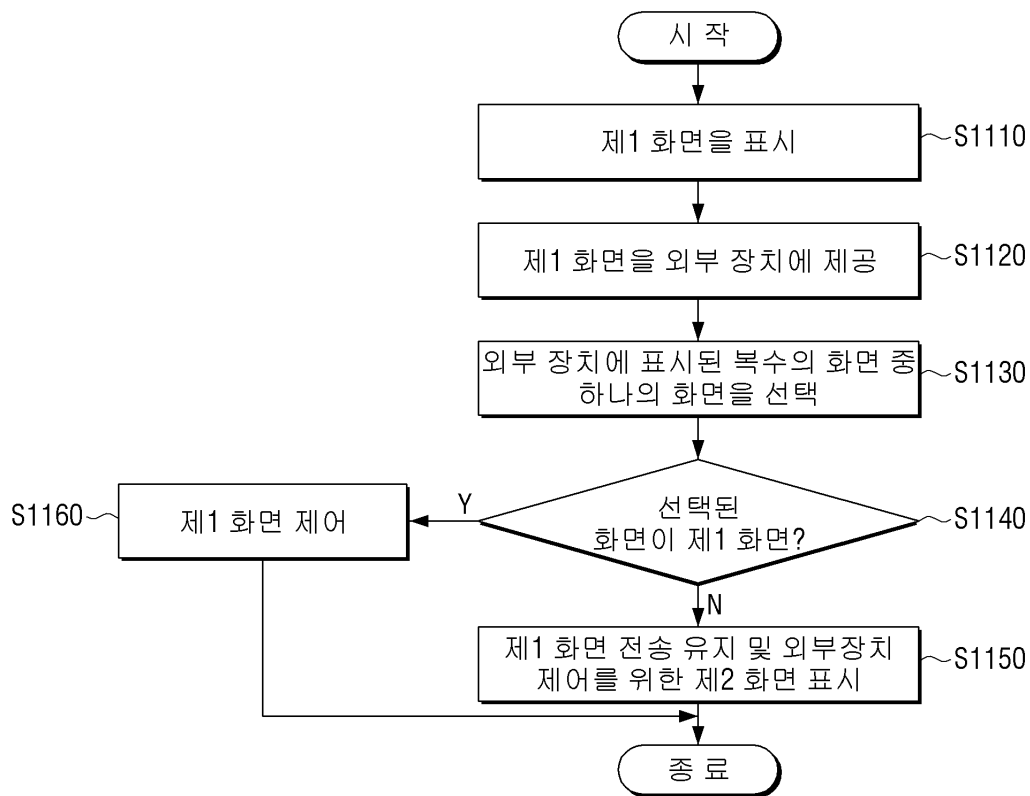 시 작
제1 화면을 표시
S1110
제1 화면을 외부 장치에 제공
S1120
외부 장치에 표시된 복수의 화면 중
하나의 화면을 선택
S1130
선택된
화면이 제1 화면?
S1140
Y
제1 화면 제어
S1160
N
제1 화면 전송 유지 및 외부장치
제어를 위한 제2 화면 표시
S1150
종 료